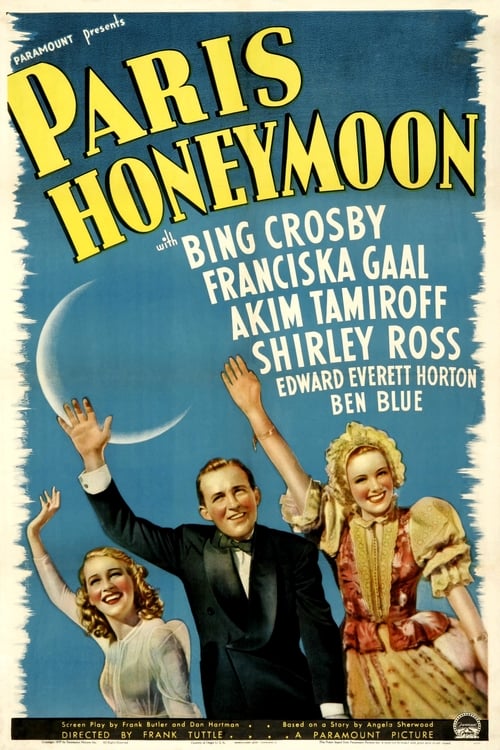 PARAMOUNT presents
PARIS
HONEYMOON
with BING CROSBY
FRANCISKA GAAL
AKIM TAMIROFF
SHIRLEY ROSS
EDWARD EVERETT HORTON
BEN BLUE
Screen Play by Frank Butler and Don Hartman . . . . Based on a Story by Angela Sherwood
DIRECTED BY FRANK TUTTLE . . . . A PARAMOUNT PICTURE